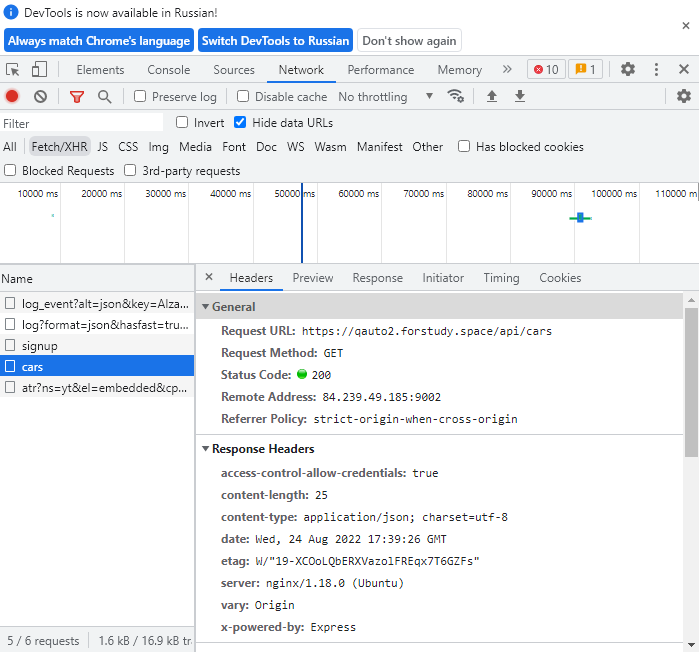 DevTools is now available in Russian!
Always match Chrome's language Switch DevTools to Russian Don't show again
Elements Console Sources Network Performance Memory 10 1
Preserve log Disable cache No throttling
Filter Invert Hide data URLs
All Fetch/XHR JS CSS Img Media Font Doc WS Wasm Manifest Other Has blocked cookies
Blocked Requests 3rd-party requests
10000 ms 20000 ms 30000 ms 40000 ms 50000 ms 60000 ms 70000 ms 80000 ms 90000 ms 100000 ms 110000 m
Name
log_event?alt=json&key=AIza...
log?format=json&hasfast=tru...
signup
cars
atr?ns=yt&el=embedded&cp...
5 / 6 requests 1.6 kB / 16.9 kB tr
Headers Preview Response Initiator Timing Cookies
General
Request URL: https://qauto2.forstudy.space/api/cars
Request Method: GET
Status Code: 200
Remote Address: 84.239.49.185:9002
Referrer Policy: strict-origin-when-cross-origin
Response Headers
access-control-allow-credentials: true
content-length: 25
content-type: application/json; charset=utf-8
date: Wed, 24 Aug 2022 17:39:26 GMT
etag: W/"19-XCOoLQbERXVazolFREqx7T6GZFs"
server: nginx/1.18.0 (Ubuntu)
vary: Origin
x-powered-by: Express